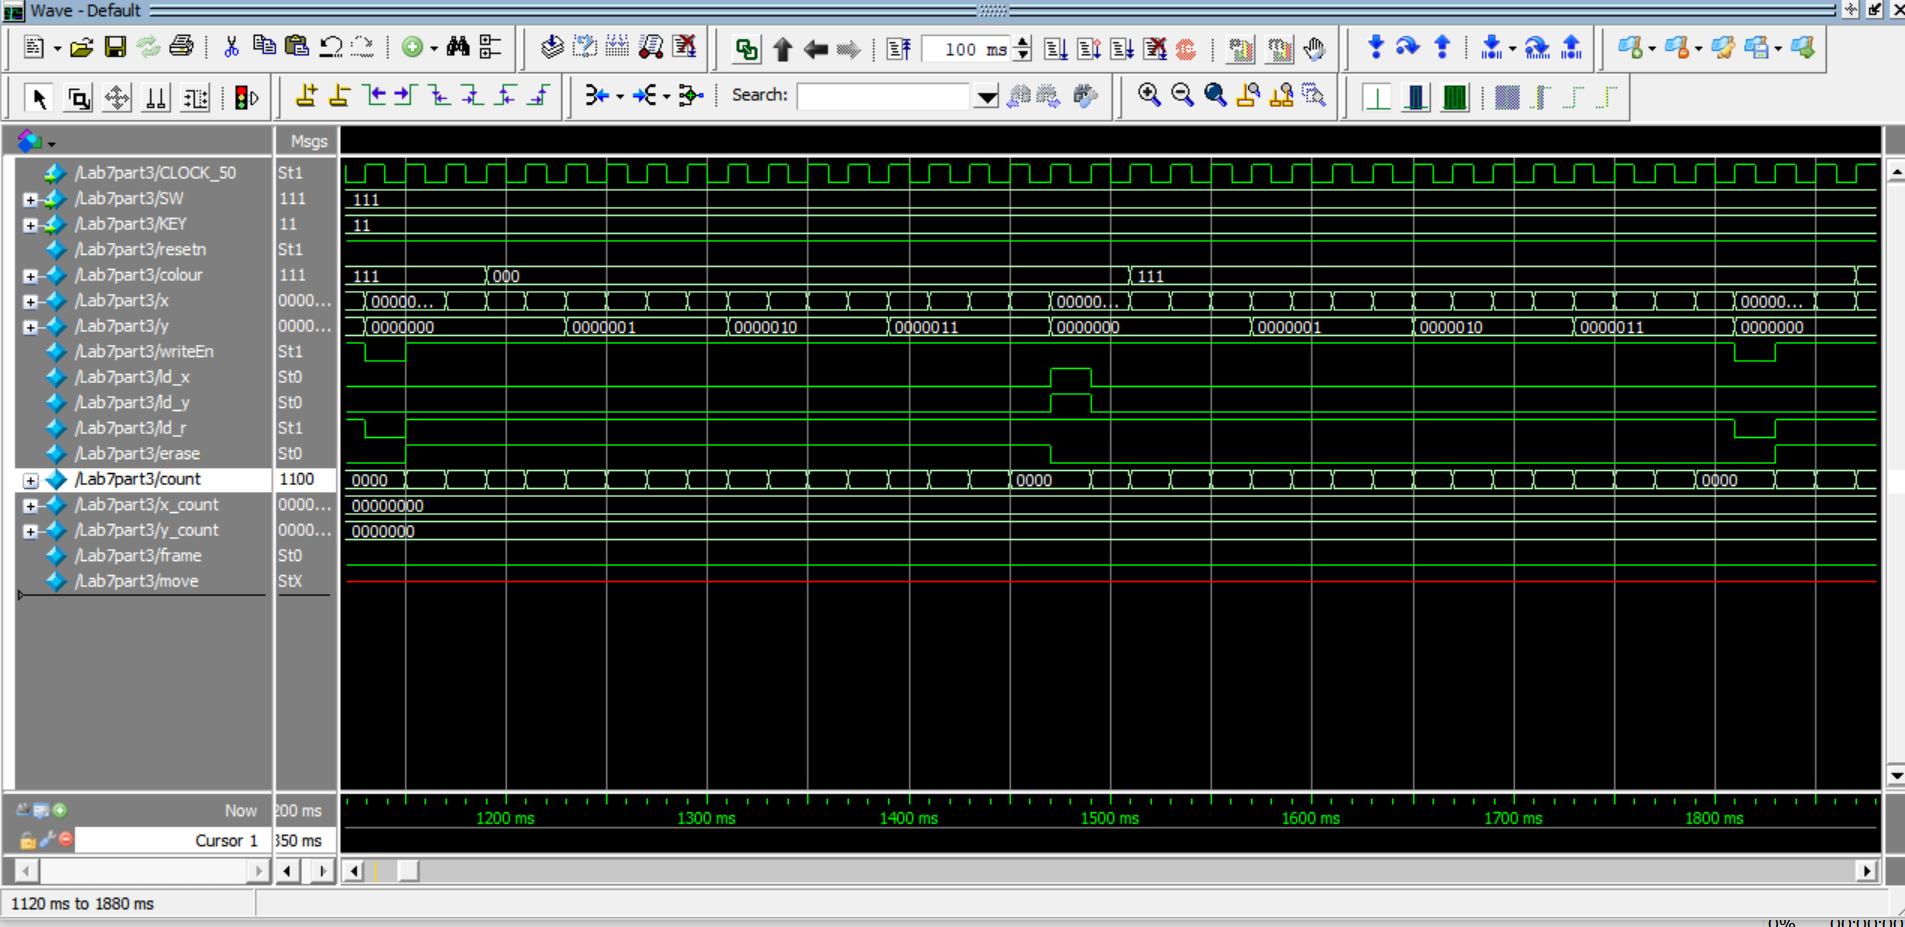 Wave - Default
100 ms
Search:
Msgs
/Lab7part3/CLOCK_50 St1
/Lab7part3/SW 111 111
/Lab7part3/KEY 11 11
/Lab7part3/resetn St1
/Lab7part3/colour 111 111 000 111
/Lab7part3/x 0000... 00000... 00000... 00000...
/Lab7part3/y 0000... 0000000 0000001 0000010 0000011 0000000 0000001 0000010 0000011 0000000
/Lab7part3/writeEn St1
/Lab7part3/ld_x St0
/Lab7part3/ld_y St0
/Lab7part3/ld_r St1
/Lab7part3/erase St0
/Lab7part3/count 1100 0000 0000 0000
/Lab7part3/x_count 0000... 00000000
/Lab7part3/y_count 0000... 0000000
/Lab7part3/frame St0
/Lab7part3/move StX
Now 200 ms 1200 ms 1300 ms 1400 ms 1500 ms 1600 ms 1700 ms 1800 ms
Cursor 1 350 ms
1120 ms to 1880 ms
0% 00:00:00